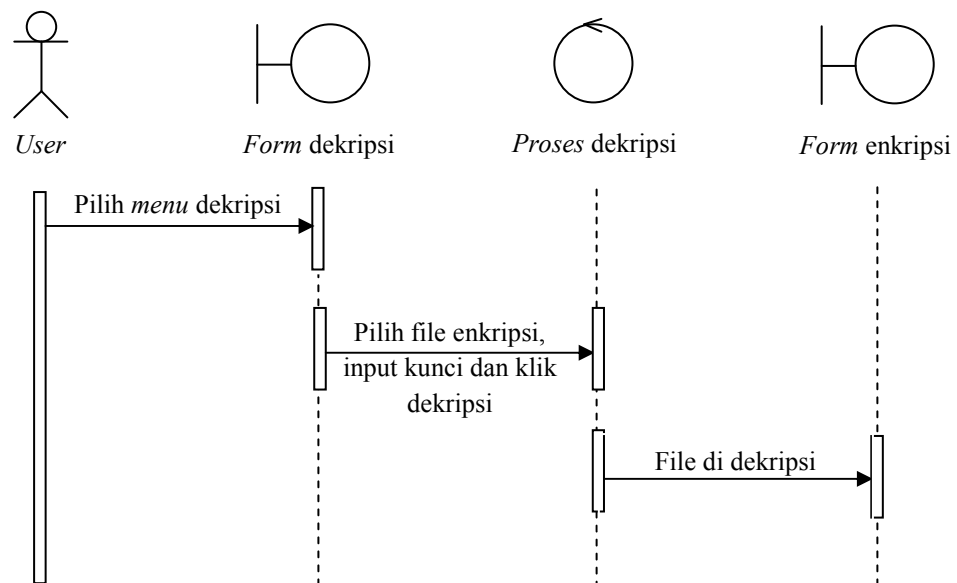 User
Form dekripsi
Proses dekripsi
Form enkripsi
Pilih menu dekripsi
Pilih file enkripsi,
input kunci dan klik
dekripsi
File di dekripsi